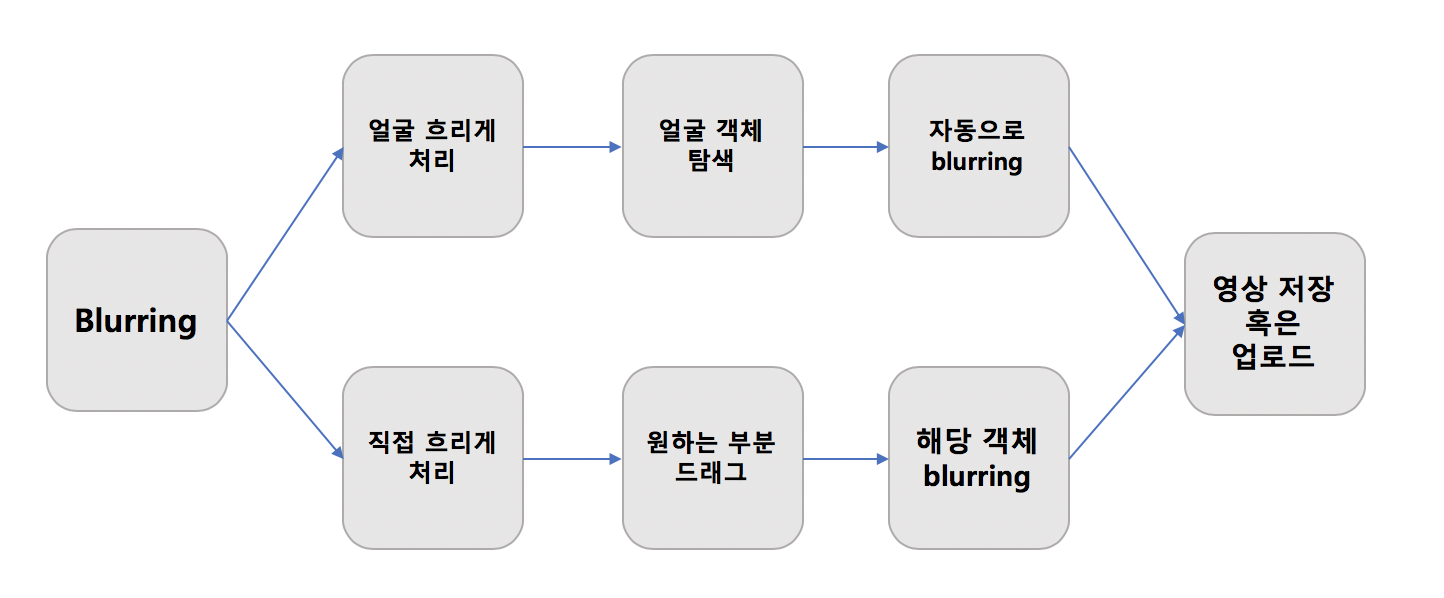 Blurring
얼굴 흐리게
처리
얼굴 객체
탐색
자동으로
blurring
직접 흐리게
처리
원하는 부분
드래그
해당 객체
blurring
영상 저장
혹은
업로드